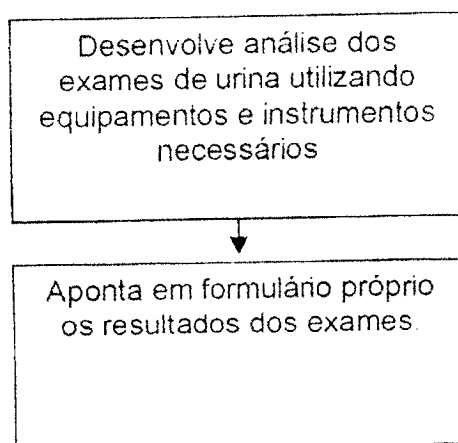 Desenvolve análise dos
exames de urina utilizando
equipamentos e instrumentos
necessários
Aponta em formulário próprio
os resultados dos exames.